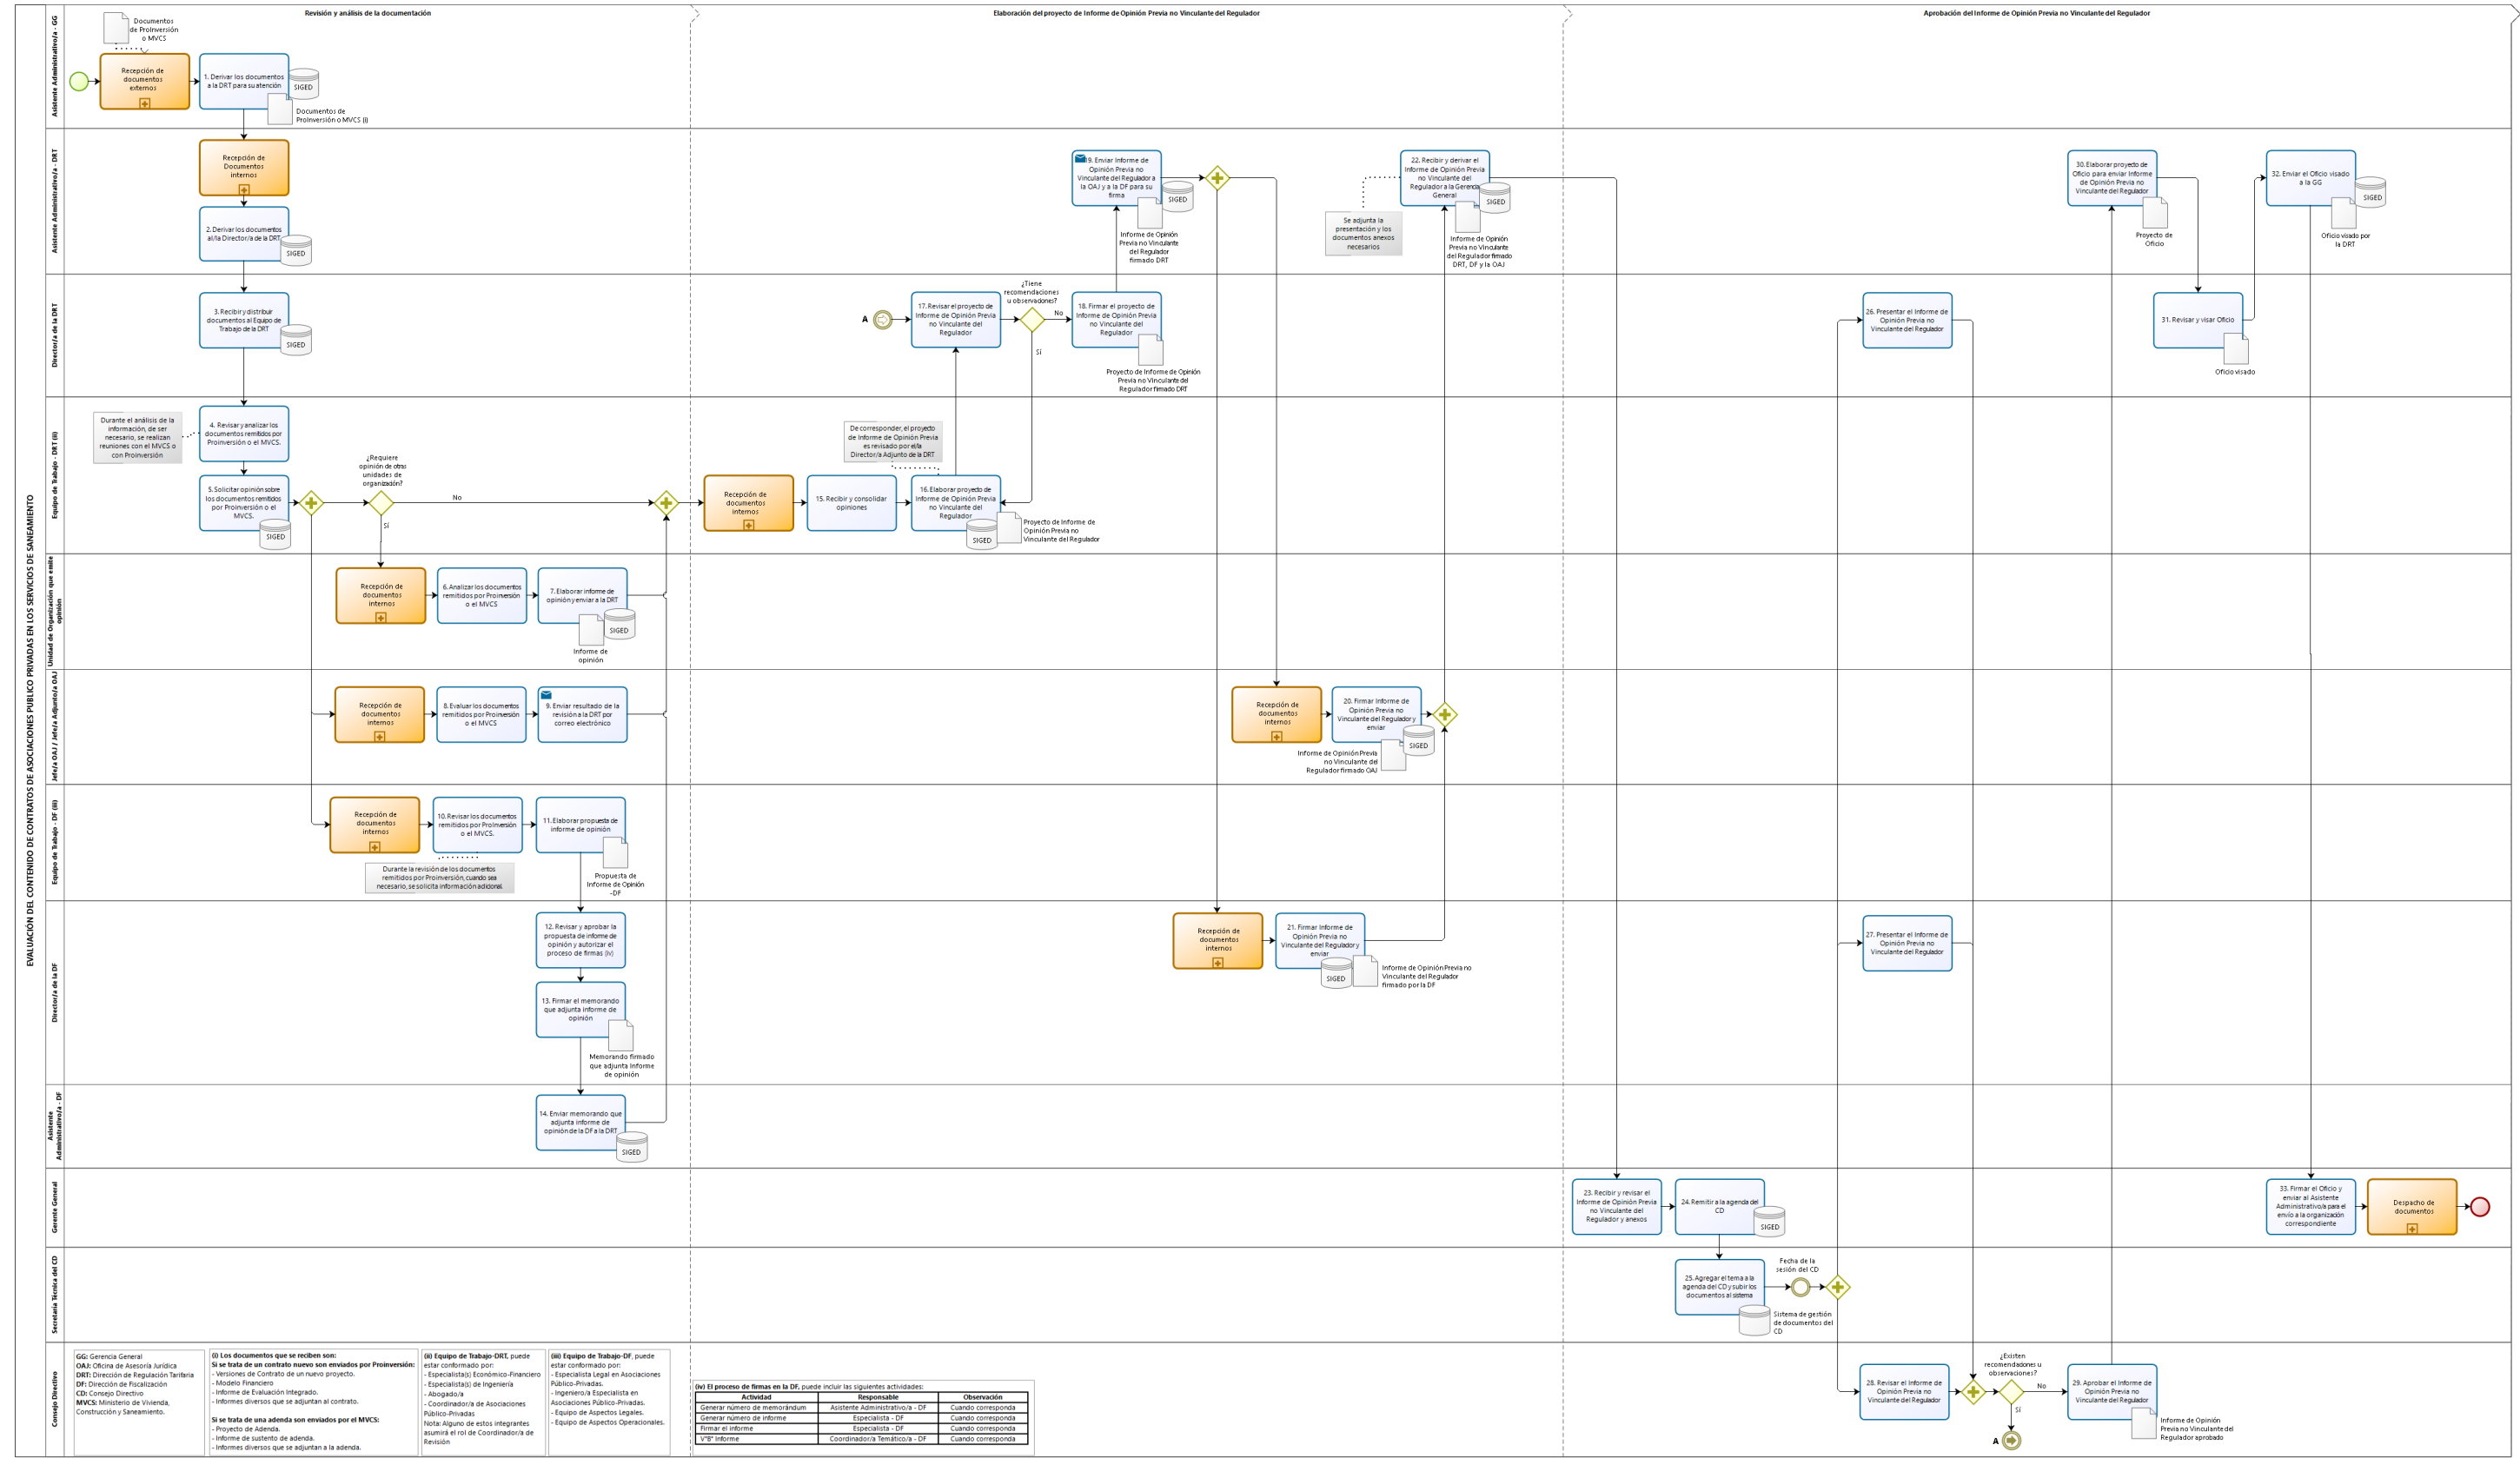 EVALUACIÓN DEL CONTENIDO DE CONTRATOS DE ASOCIACIONES PUBLICO PRIVADAS EN LOS SERVICIOS DE SANEAMIENTO
Revisión y análisis de la documentación
Elaboración del proyecto de Informe de Opinión Previa no Vinculante del Regulador
Aprobación del Informe de Opinión Previa no Vinculante del Regulador
Asistente Administrativo/a - GG
Documentos
de ProInversión
o MVCS
Recepción de
documentos
externos
1. Derivar los documentos
a la DRT para su atención
SIGED
Documentos de
ProInversión o MVCS (i)
Asistente Administrativo/a - DRT
Recepción de
Documentos
internos
2. Derivar los documentos
al/la Director/a de la DRT
SIGED
19. Enviar Informe de
Opinión Previa no
Vinculante del Regulador a
la OAJ y a la DF para su
firma
SIGED
Informe de Opinión
Previa no Vinculante
del Regulador
firmado DRT
Se adjunta la
presentación y los
documentos anexos
necesarios
22. Recibir y derivar el
Informe de Opinión Previa
no Vinculante del
Regulador a la Gerencia
General
SIGED
Informe de Opinión
Previa no Vinculante
del Regulador firmado
DRT, DF y la OAJ
30. Elaborar proyecto de
Oficio para enviar Informe
de Opinión Previa no
Vinculante del Regulador
Proyecto de
Oficio
32. Enviar el Oficio visado
a la GG
SIGED
Oficio visado por
la DRT
Director/a de la DRT
3. Recibir y distribuir
documentos al Equipo de
Trabajo de la DRT
SIGED
A
17. Revisar el proyecto de
Informe de Opinión Previa
no Vinculante del
Regulador
¿Tiene
recomendaciones
u observaciones?
No
Sí
18. Firmar el proyecto de
Informe de Opinión Previa
no Vinculante del
Regulador
Proyecto de Informe de Opinión
Previa no Vinculante del
Regulador firmado DRT
26. Presentar el Informe de
Opinión Previa no
Vinculante del Regulador
31. Revisar y visar Oficio
Oficio visado
Equipo de Trabajo - DRT (ii)
Durante el análisis de la
información, de ser
necesario, se realizan
reuniones con el MVCS o
con Proinversión
4. Revisar y analizar los
documentos remitidos por
Proinversión o el MVCS.
5. Solicitar opinión sobre
los documentos remitidos
por Proinversión o el
MVCS.
SIGED
¿Requiere
opinión de otras
unidades de
organización?
No
Sí
Recepción de
documentos
internos
15. Recibir y consolidar
opiniones
De corresponder, el proyecto
de Informe de Opinión Previa
es revisado por el/la
Director/a Adjunto de la DRT
16. Elaborar proyecto de
Informe de Opinión Previa
no Vinculante del
Regulador
SIGED
Proyecto de Informe de
Opinión Previa no
Vinculante del Regulador
Unidad de Organización que emite
opinión
Recepción de
documentos
internos
6. Analizar los documentos
remitidos por Proinversión
o el MVCS
7. Elaborar informe de
opinión y enviar a la DRT
SIGED
Informe de
opinión
Jefe/a OAJ / Jefe/a Adjunto/a OAJ
Recepción de
documentos
internos
8. Evaluar los documentos
remitidos por Proinversión
o el MVCS
9. Enviar resultado de la
revisión a la DRT por
correo electrónico
Recepción de
documentos
internos
20. Firmar Informe de
Opinión Previa no
Vinculante del Regulador y
enviar
SIGED
Informe de Opinión Previa
no Vinculante del
Regulador firmado OAJ
Equipo de Trabajo - DF (iii)
Recepción de
documentos
internos
10. Revisar los documentos
remitidos por ProInversión
o el MVCS.
11. Elaborar propuesta de
informe de opinión
Durante la revisión de los documentos
remitidos por Proinversión, cuando sea
necesario, se solicita información adicional.
Propuesta de
Informe de Opinión
-DF
Director/a de la DF
12. Revisar y aprobar la
propuesta de informe de
opinión y autorizar el
proceso de firmas (iv)
13. Firmar el memorando
que adjunta informe de
opinión
Memorando firmado
que adjunta Informe
de opinión
Recepción de
documentos
internos
21. Firmar Informe de
Opinión Previa no
Vinculante del Regulador y
enviar
SIGED
Informe de Opinión Previa no
Vinculante del Regulador
firmado por la DF
27. Presentar el Informe de
Opinión Previa no
Vinculante del Regulador
Asistente
Administrativo/a - DF
14. Enviar memorando que
adjunta informe de
opinión de la DF a la DRT
SIGED
Gerente General
23. Recibir y revisar el
Informe de Opinión Previa
no Vinculante del
Regulador y anexos
24. Remitir a la agenda del
CD
SIGED
33. Firmar el Oficio y
enviar al Asistente
Administrativo/a para el
envío a la organización
correspondiente
Despacho de
documentos
Secretaría Técnica del CD
25. Agregar el tema a la
agenda del CD y subir los
documentos al sistema
Sistema de gestión
de documentos del
CD
Fecha de la
sesión del CD
Consejo Directivo
GG: Gerencia General
OAJ: Oficina de Asesoría Jurídica
DRT: Dirección de Regulación Tarifaria
DF: Dirección de Fiscalización
CD: Consejo Directivo
MVCS: Ministerio de Vivienda,
Construcción y Saneamiento.
(i) Los documentos que se reciben son:
Si se trata de un contrato nuevo son enviados por Proinversión:
- Versiones de Contrato de un nuevo proyecto.
- Modelo Financiero
- Informe de Evaluación Integrado.
- Informes diversos que se adjuntan al contrato.
Si se trata de una adenda son enviados por el MVCS:
- Proyecto de Adenda.
- Informe de sustento de adenda.
- Informes diversos que se adjuntan a la adenda.
(ii) Equipo de Trabajo-DRT, puede
estar conformado por:
- Especialista(s) Económico-Financiero
- Especialista(s) de Ingeniería
- Abogado/a
- Coordinador/a de Asociaciones
Público-Privadas
Nota: Alguno de estos integrantes
asumirá el rol de Coordinador/a de
Revisión
(iii) Equipo de Trabajo-DF, puede
estar conformado por:
- Especialista Legal en Asociaciones
Público-Privadas.
- Ingeniero/a Especialista en
Asociaciones Público-Privadas.
- Equipo de Aspectos Legales.
- Equipo de Aspectos Operacionales.
(iv) El proceso de firmas en la DF, puede incluir las siguientes actividades:
Actividad Responsable Observación
Generar número de memorándum Asistente Administrativo/a - DF Cuando corresponda
Generar número de informe Especialista - DF Cuando corresponda
Firmar el informe Especialista - DF Cuando corresponda
V°B° Informe Coordinador/a Temático/a - DF Cuando corresponda
28. Revisar el Informe de
Opinión Previa no
Vinculante del Regulador
¿Existen
recomendaciones u
observaciones?
No
Sí
A
29. Aprobar el Informe de
Opinión Previa no
Vinculante del Regulador
Informe de Opinión
Previa no Vinculante del
Regulador aprobado